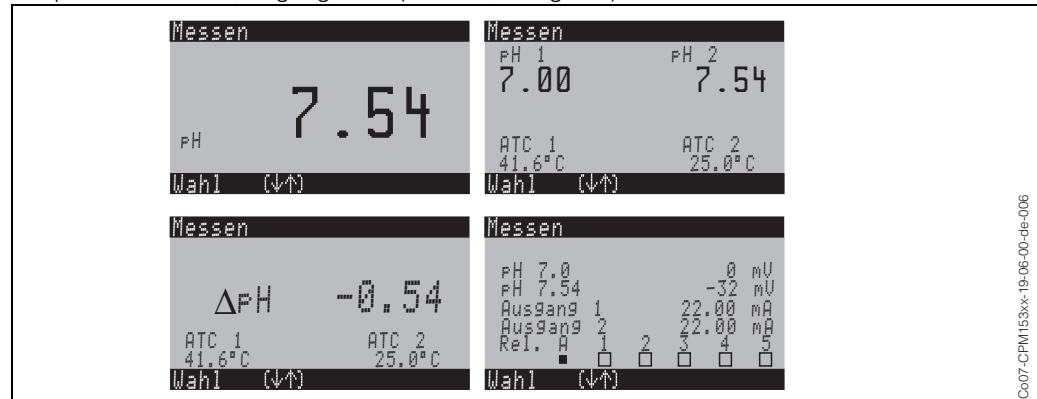 Messen
pH 7.54
Wahl (↓↑)
Messen
pH 1 pH 2
7.00 7.54
ATC 1 ATC 2
41.6°C 25.0°C
Wahl (↓↑)
Messen
ΔpH -0.54
ATC 1 ATC 2
41.6°C 25.0°C
Wahl (↓↑)
Messen
pH 7.0 0 mV
pH 7.54 -32 mV
Ausgang 1 22.00 mA
Ausgang 2 22.00 mA
Rel. A 1 2 3 4 5
■ □ □ □ □ □
Wahl (↓↑)
C07-CPM153xx-19-06-00-de-006